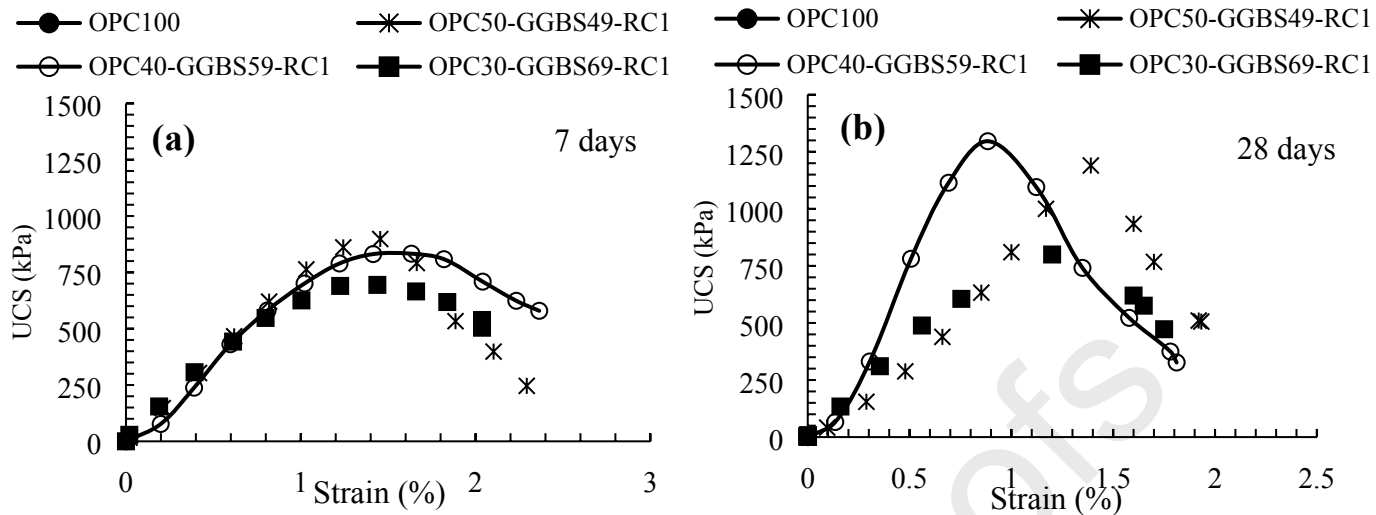 OPC100 OPC50-GGBS49-RC1
OPC40-GGBS59-RC1 OPC30-GGBS69-RC1
(a) 7 days
UCS (kPa)
1500
1250
1000
750
500
250
0
0 1 2 3
Strain (%)
OPC100 OPC50-GGBS49-RC1
OPC40-GGBS59-RC1 OPC30-GGBS69-RC1
(b) 28 days
UCS (kPa)
1500
1250
1000
750
500
250
0
0 0.5 1 1.5 2 2.5
Strain (%)
ofs